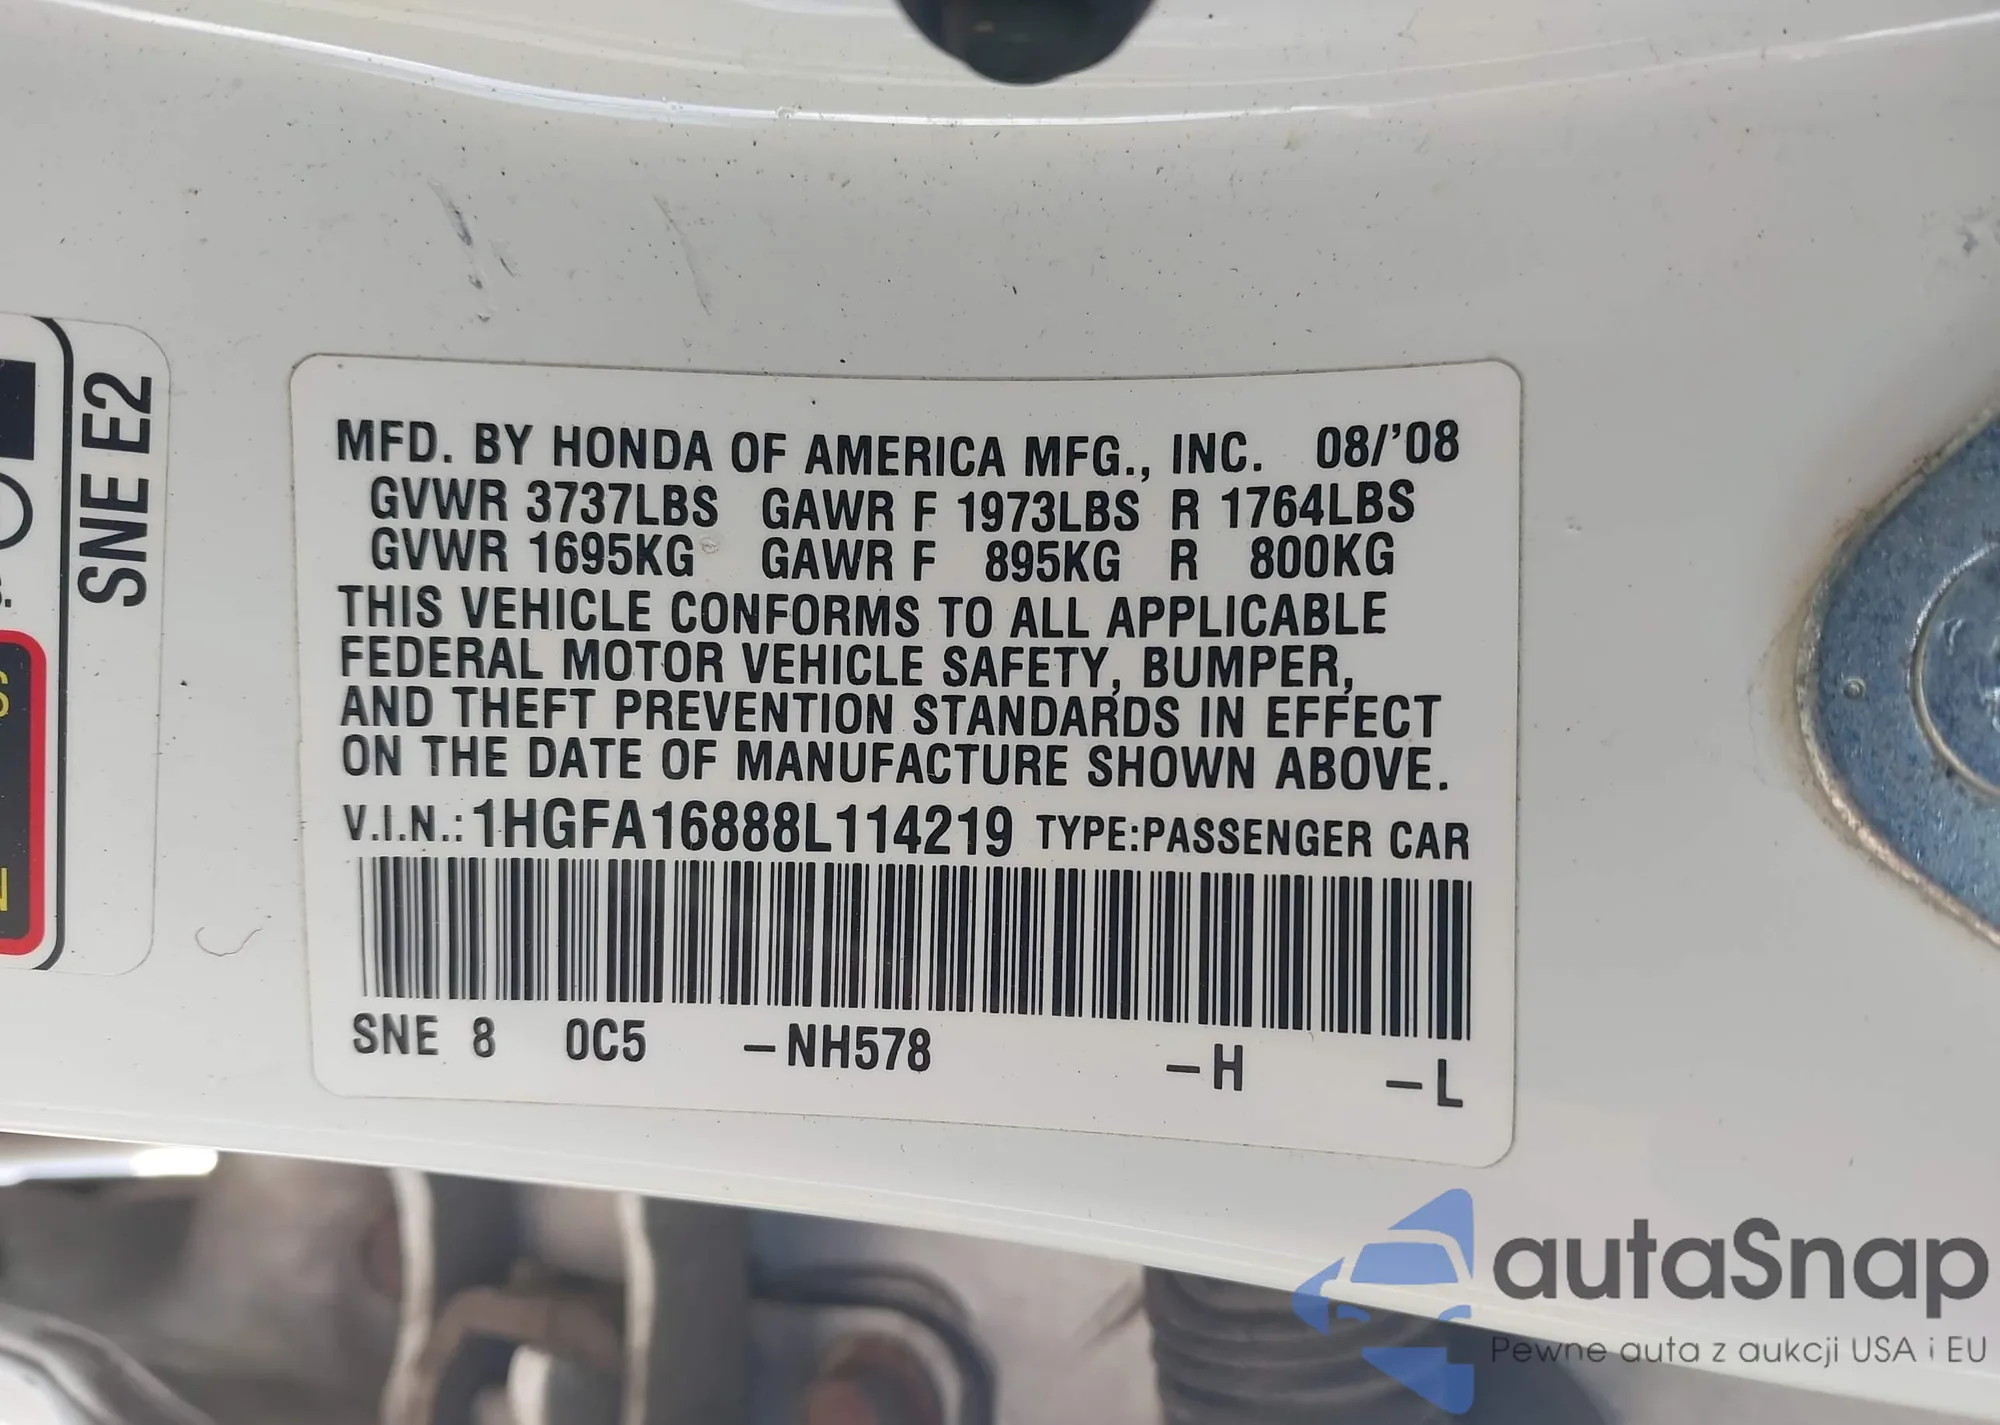 SNE E2
S
N
MFD. BY HONDA OF AMERICA MFG., INC. 08/'08
GVWR 3737LBS GAWR F 1973LBS R 1764LBS
GVWR 1695KG GAWR F 895KG R 800KG
THIS VEHICLE CONFORMS TO ALL APPLICABLE
FEDERAL MOTOR VEHICLE SAFETY, BUMPER,
AND THEFT PREVENTION STANDARDS IN EFFECT
ON THE DATE OF MANUFACTURE SHOWN ABOVE.
V.I.N.: 1HGFA16888L114219 TYPE:PASSENGER CAR
SNE 8 0C5 –NH578 –H –L
autaSnap
Pewne auta z aukcji USA i EU